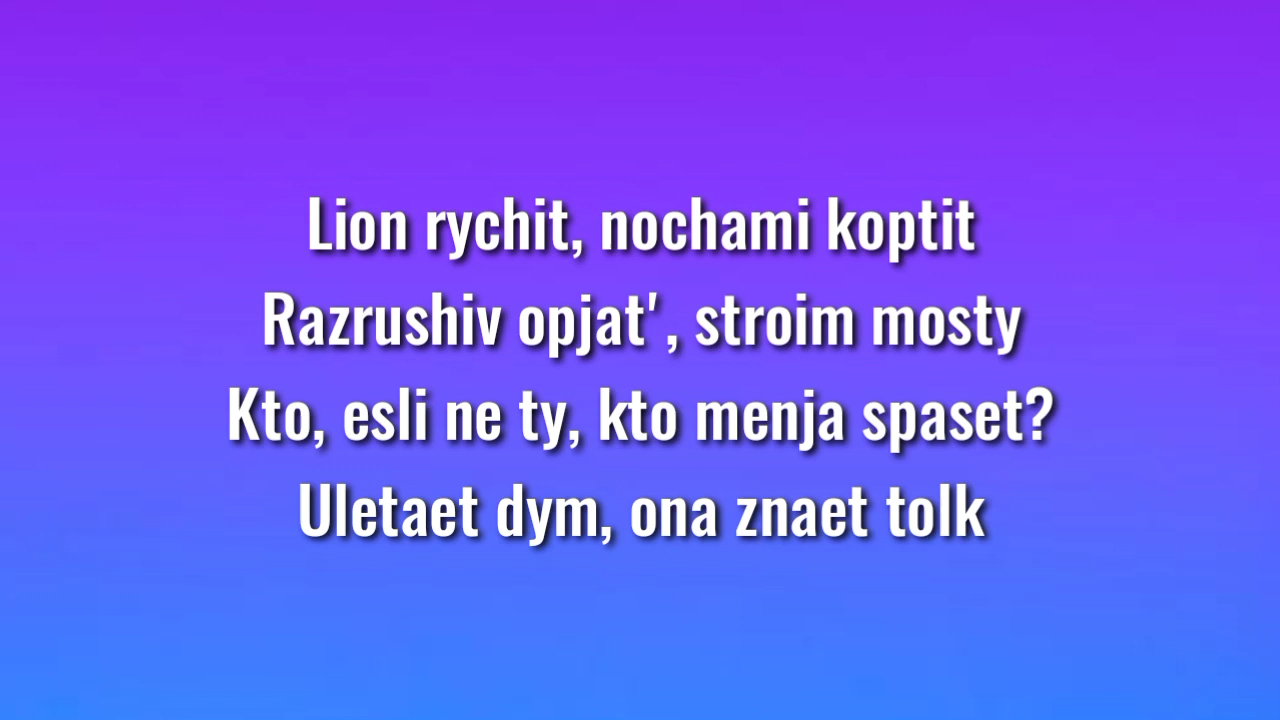 Lion rychit, nochami koptit
Razrushiv opjat', stroim mosty
Kto, esli ne ty, kto menja spaset?
Uletaet dym, ona znaet tolk